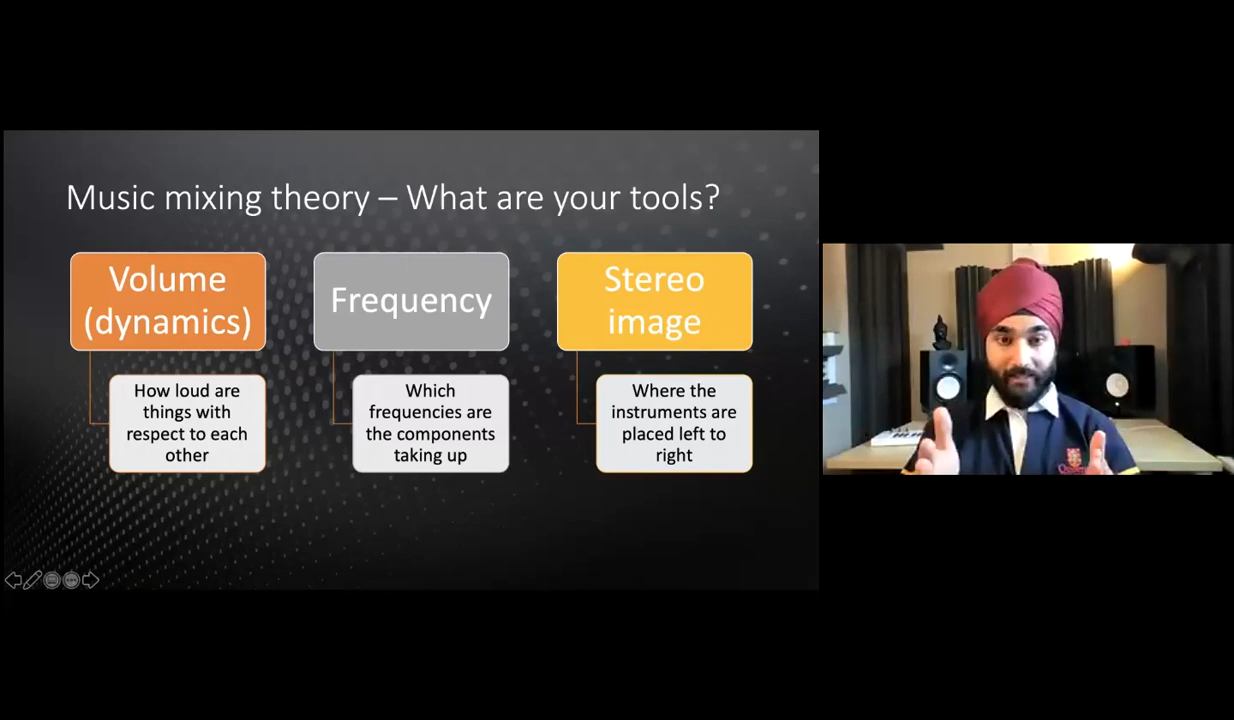 Music mixing theory – What are your tools?
Volume
(dynamics)
How loud are
things with
respect to each
other
Frequency
Which
frequencies are
the components
taking up
Stereo
image
Where the
instruments are
placed left to
right